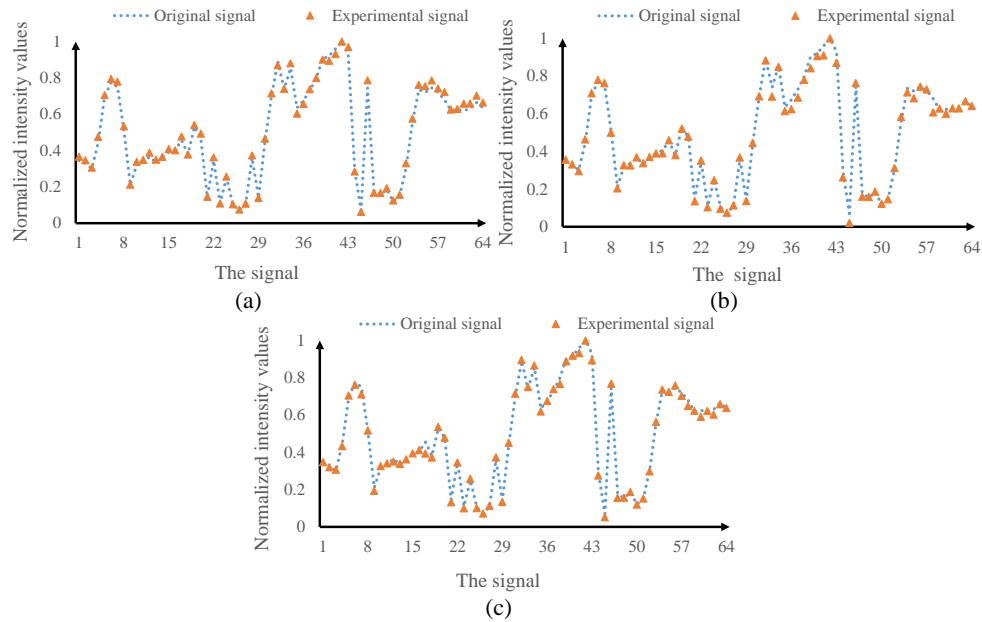 Original signal Experimental signal
Normalized intensity values
1
0.8
0.6
0.4
0.2
0
1 8 15 22 29 36 43 50 57 64
The signal
(a)
Original signal Experimental signal
Normalized intensity values
1
0.8
0.6
0.4
0.2
0
1 8 15 22 29 36 43 50 57 64
The signal
(b)
Original signal Experimental signal
Normalized intensity values
1
0.8
0.6
0.4
0.2
0
1 8 15 22 29 36 43 50 57 64
The signal
(c)